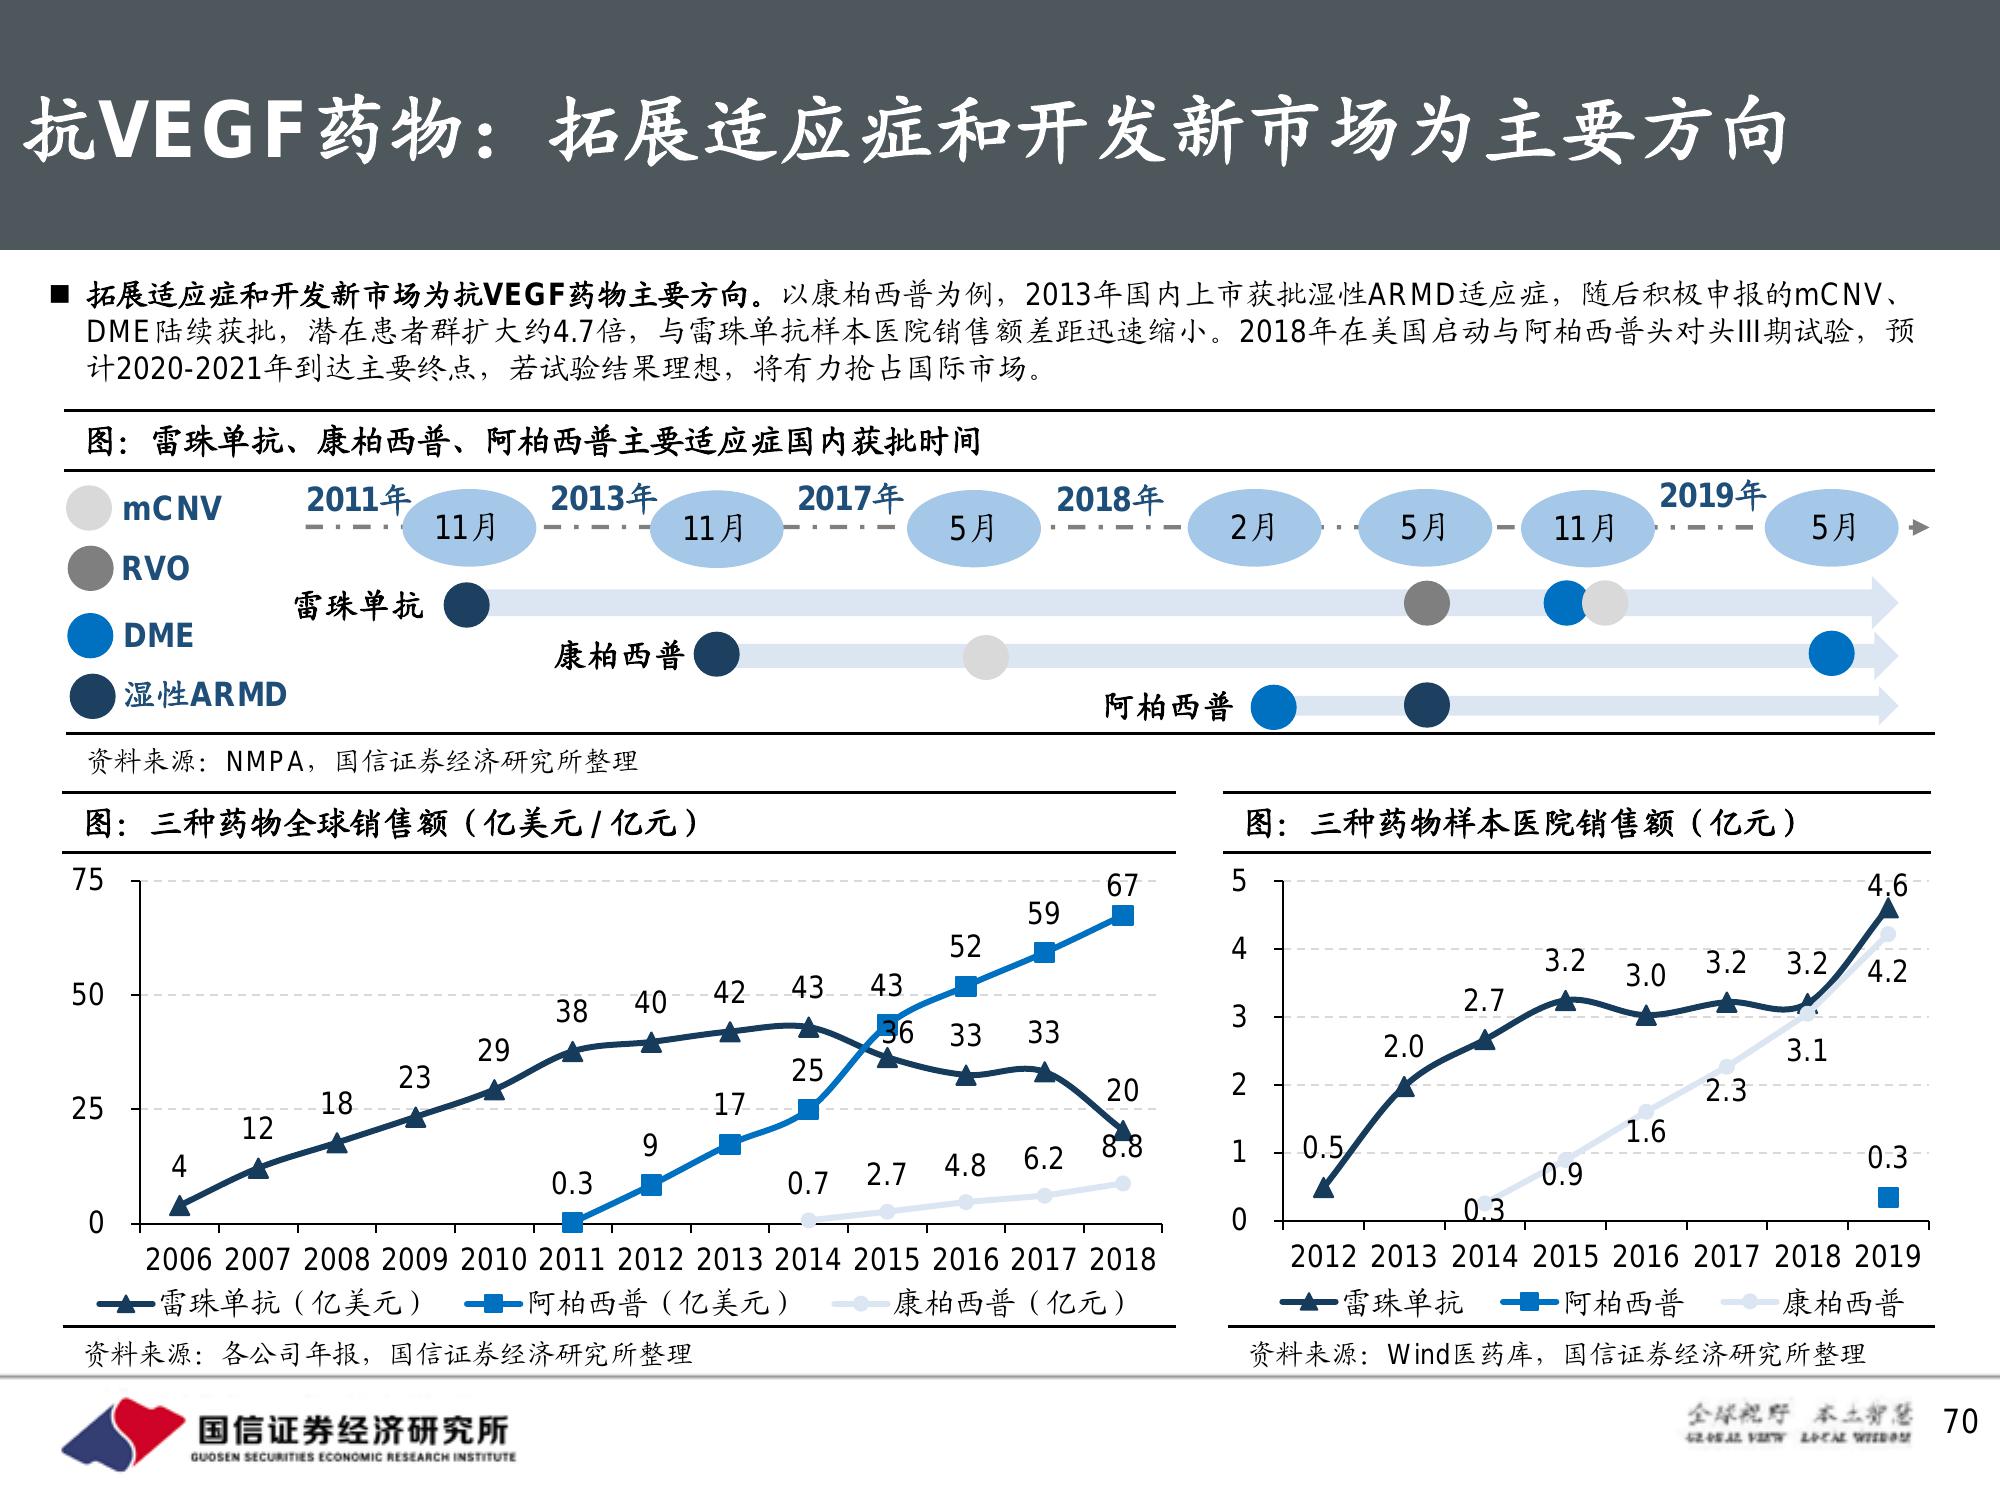 抗VEGF药物：拓展适应症和开发新市场为主要方向
■ 拓展适应症和开发新市场为抗VEGF药物主要方向。以康柏西普为例，2013年国内上市获批湿性ARMD适应症，随后积极申报的mCNV、
DME陆续获批，潜在患者群扩大约4.7倍，与雷珠单抗样本医院销售额差距迅速缩小。2018年在美国启动与阿柏西普头对头III期试验，预
计2020-2021年到达主要终点，若试验结果理想，将有力抢占国际市场。
图：雷珠单抗、康柏西普、阿柏西普主要适应症国内获批时间
mCNV
RVO
DME
湿性ARMD
2011年 11月 2013年 11月 2017年 5月 2018年 2月 5月 11月 2019年 5月
雷珠单抗
康柏西普
阿柏西普
资料来源：NMPA，国信证券经济研究所整理
图：三种药物全球销售额（亿美元/亿元）
75
50
25
0
4 12 18 23 29 38 40 42 43 36 33 33 20
0.3 9 17 25 43 52 59 67
0.7 2.7 4.8 6.2 8.8
2006 2007 2008 2009 2010 2011 2012 2013 2014 2015 2016 2017 2018
雷珠单抗（亿美元） 阿柏西普（亿美元） 康柏西普（亿元）
资料来源：各公司年报，国信证券经济研究所整理
图：三种药物样本医院销售额（亿元）
5
4
3
2
1
0
0.5 2.0 2.7 3.2 3.0 3.2 3.2 4.6
0.3 0.9 1.6 2.3 3.1 4.2
0.3
2012 2013 2014 2015 2016 2017 2018 2019
雷珠单抗 阿柏西普 康柏西普
资料来源：Wind医药库，国信证券经济研究所整理
国信证券经济研究所
GUOSEN SECURITIES ECONOMIC RESEARCH INSTITUTE
全球视野 本土智慧
GLOBAL VIEW LOCAL WISDOM
70